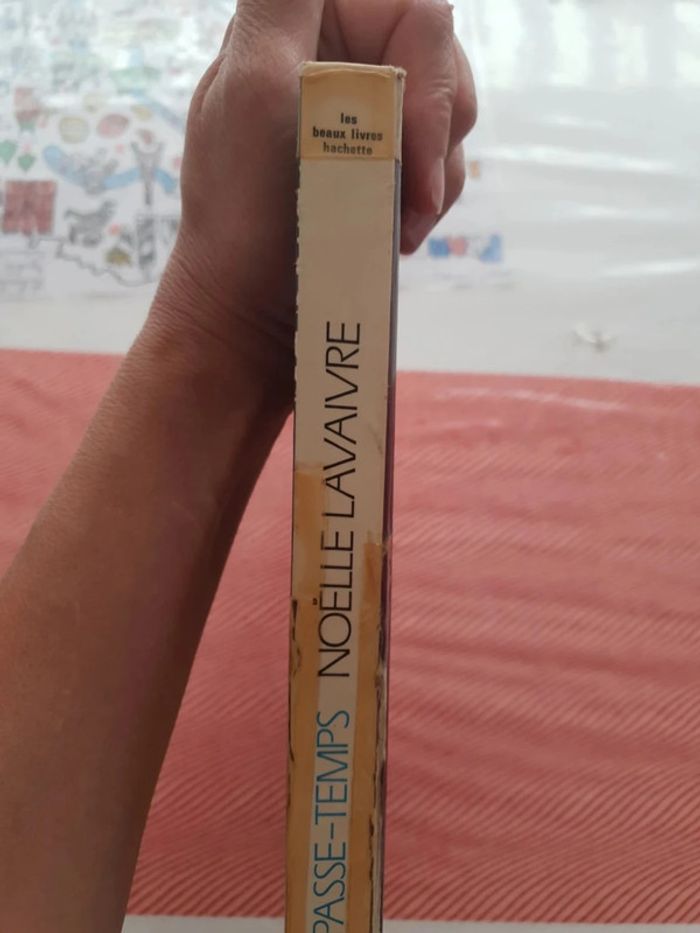 les
beaux livres
hachette
PASSE-TEMPS NOËLLE LAVAIVRE